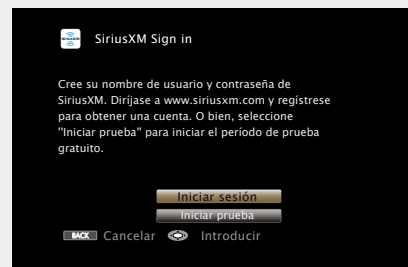 SiriusXM Sign in
Cree su nombre de usuario y contraseña de
SiriusXM. Diríjase a www.siriusxm.com y regístrese
para obtener una cuenta. O bien, seleccione
"Iniciar prueba" para iniciar el período de prueba
gratuito.
Iniciar sesión
Iniciar prueba
BACK Cancelar Introducir